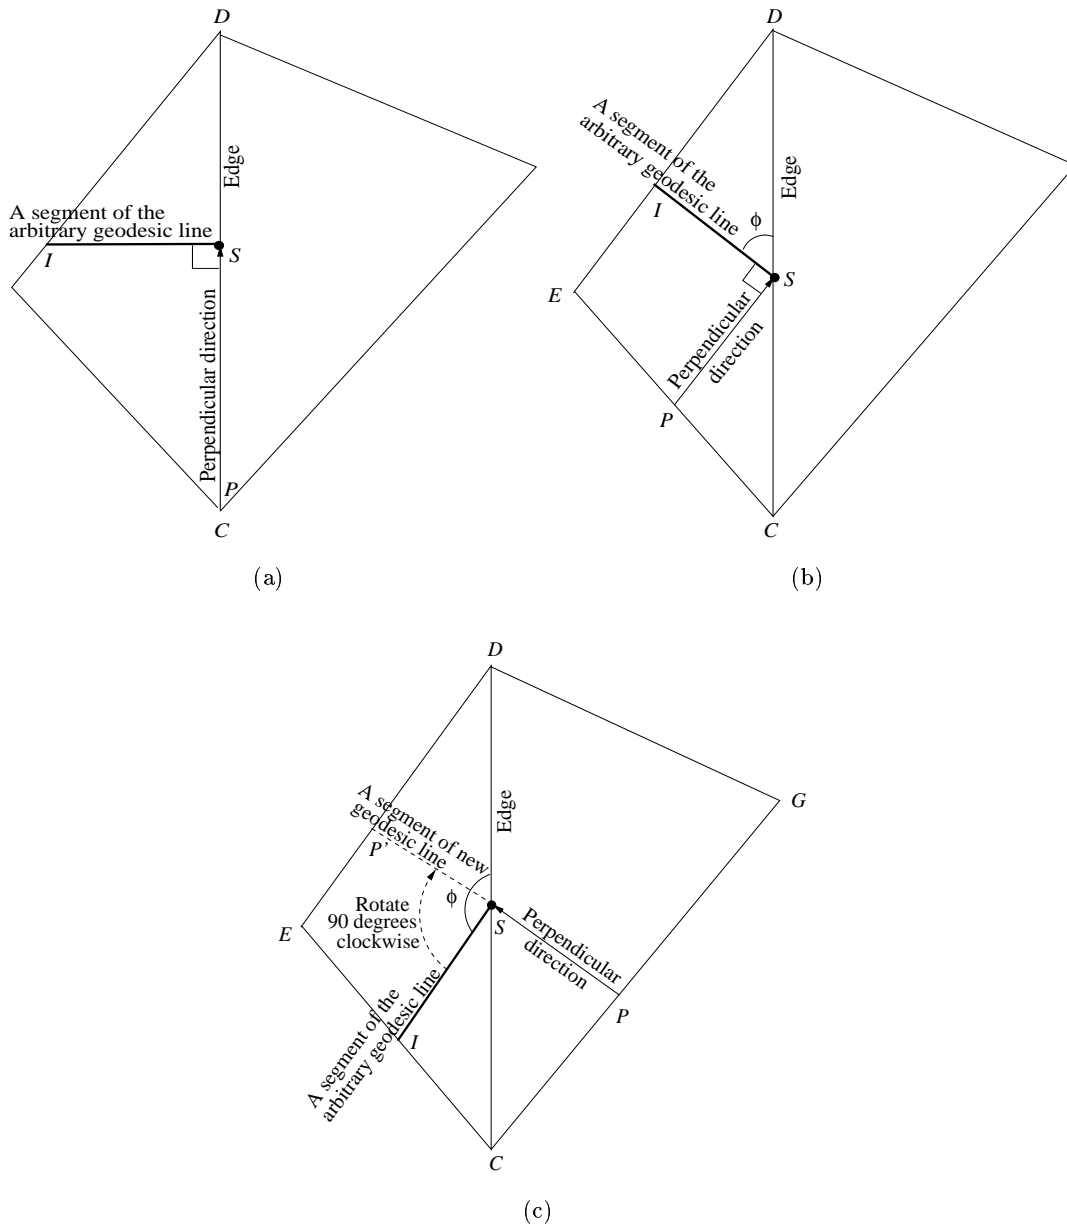 D
Edge
A segment of the
arbitrary geodesic line
I
S
Perpendicular direction
P
C
(a)
D
A segment of the
arbitrary geodesic line
Edge
I
ϕ
S
E
Perpendicular
direction
P
C
(b)
D
A segment of new
geodesic line
Edge
G
P'
ϕ
Rotate
90 degrees
clockwise
S
E
Perpendicular
direction
A segment of the
arbitrary geodesic line
I
P
C
(c)